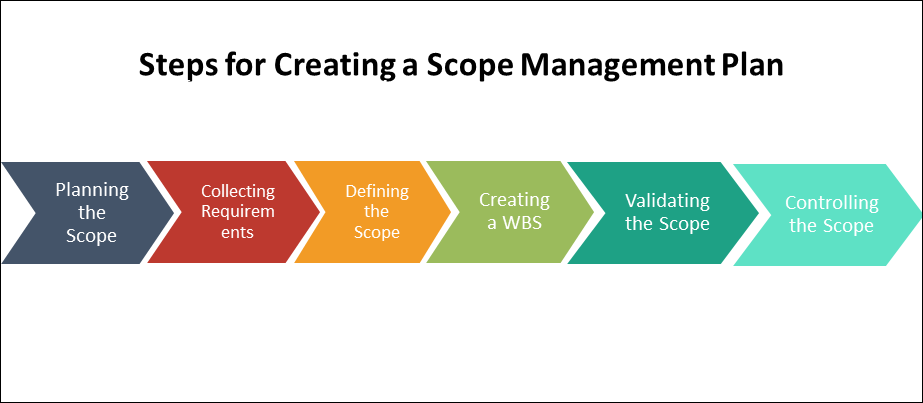 Steps for Creating a Scope Management Plan
Planning
the
Scope
Collecting
Requirem
ents
Defining
the
Scope
Creating
a WBS
Validating
the Scope
Controlling
the Scope